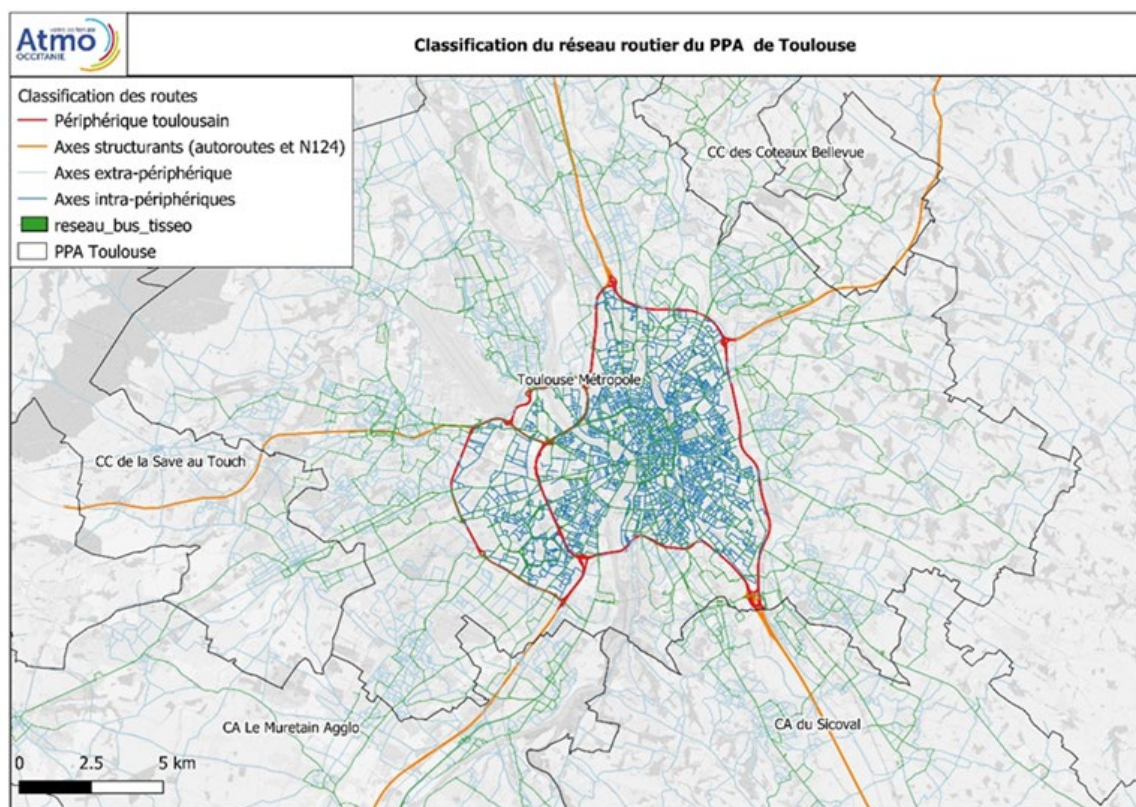 Atmo
OCCITANIE
Classification du réseau routier du PPA de Toulouse
Classification des routes
Périphérique toulousain
Axes structurants (autoroutes et N124)
Axes extra-périphérique
Axes intra-périphériques
reseau_bus_tisseo
PPA Toulouse
CC des Coteaux Bellevue
Toulouse Métropole
CC de la Save au Touch
CA Le Muretain Agglo
CA du Sicoval
0 2.5 5 km